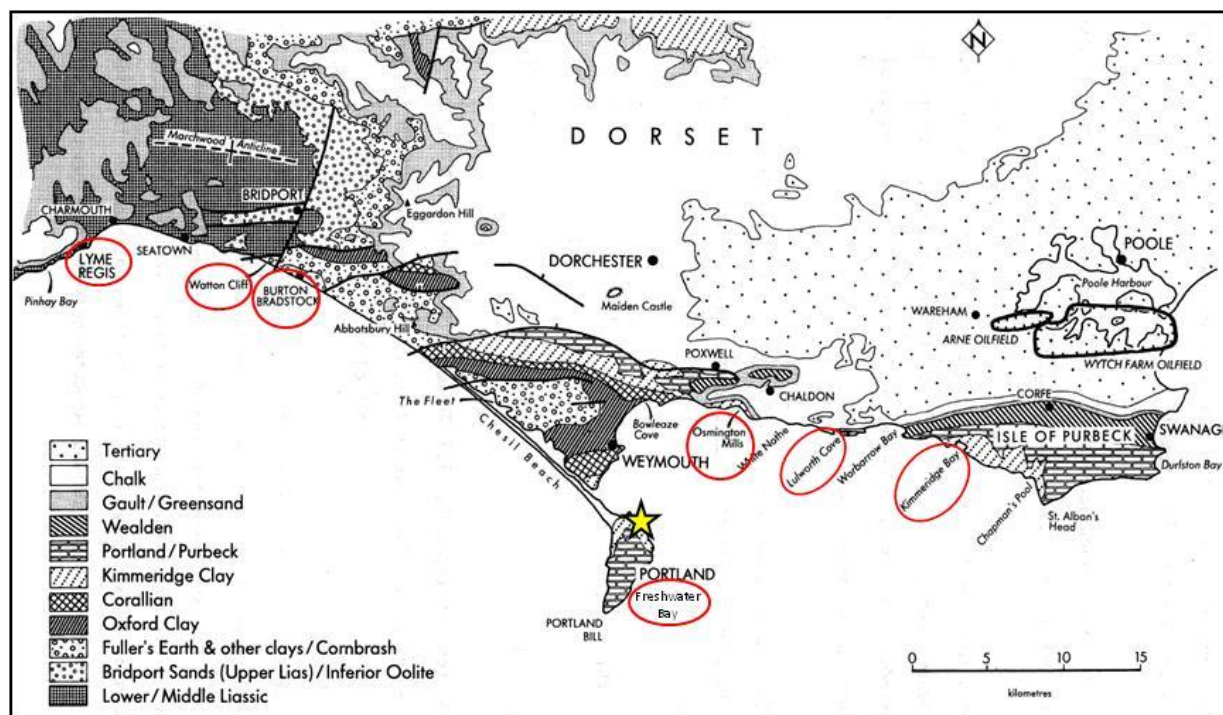 N
DORSET
Marchwood Anticline
BRIDPORT
CHARMOUTH
Eggardon Hill
SEATOWN
LYME
REGIS
Pinhay Bay
Watton Cliff
BURTON
BRADSTOCK
Abbotsbury Hill
DORCHESTER
Maiden Castle
POOLE
Poole Harbour
WAREHAM
ARNE OILFIELD
WYTCH FARM OILFIELD
POXWELL
CHALDON
CORFE
The Fleet
Chesil Beach
Bowleaze
Cove
Osmington
Mills
White Nothe
Lulworth Cove
Worbarrow Bay
Kimmeridge Bay
ISLE OF PURBECK
SWANAGE
Durlston Bay
Chapman's Pool
St. Alban's
Head
WEYMOUTH
PORTLAND
Freshwater
Bay
PORTLAND
BILL
Tertiary
Chalk
Gault/Greensand
Wealden
Portland/Purbeck
Kimmeridge Clay
Corallian
Oxford Clay
Fuller's Earth & other clays/Cornbrash
Bridport Sands (Upper Lias)/Inferior Oolite
Lower/Middle Liassic
0 5 10 15
kilometres